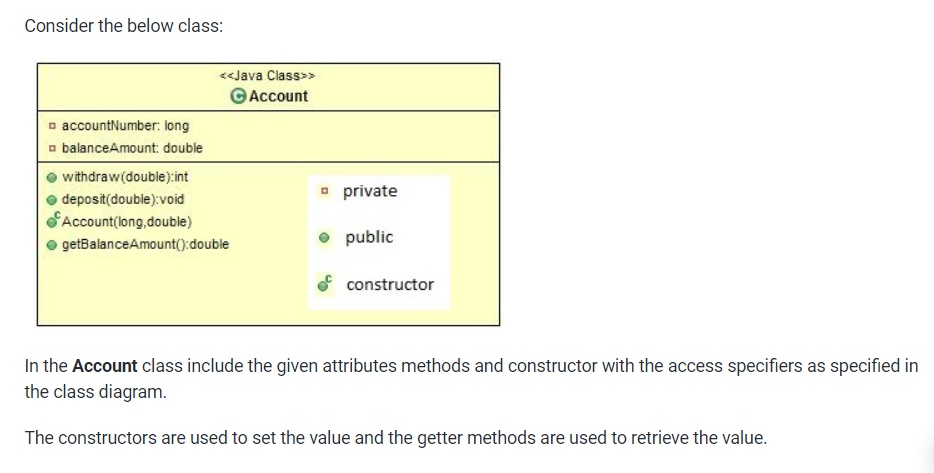 Consider the below class:
<<Java Class>>
Account
accountNumber: long
balanceAmount: double
withdraw(double):int
deposit(double):void
Account(long,double)
getBalanceAmount():double
private
public
constructor
In the Account class include the given attributes methods and constructor with the access specifiers as specified in
the class diagram.
The constructors are used to set the value and the getter methods are used to retrieve the value.